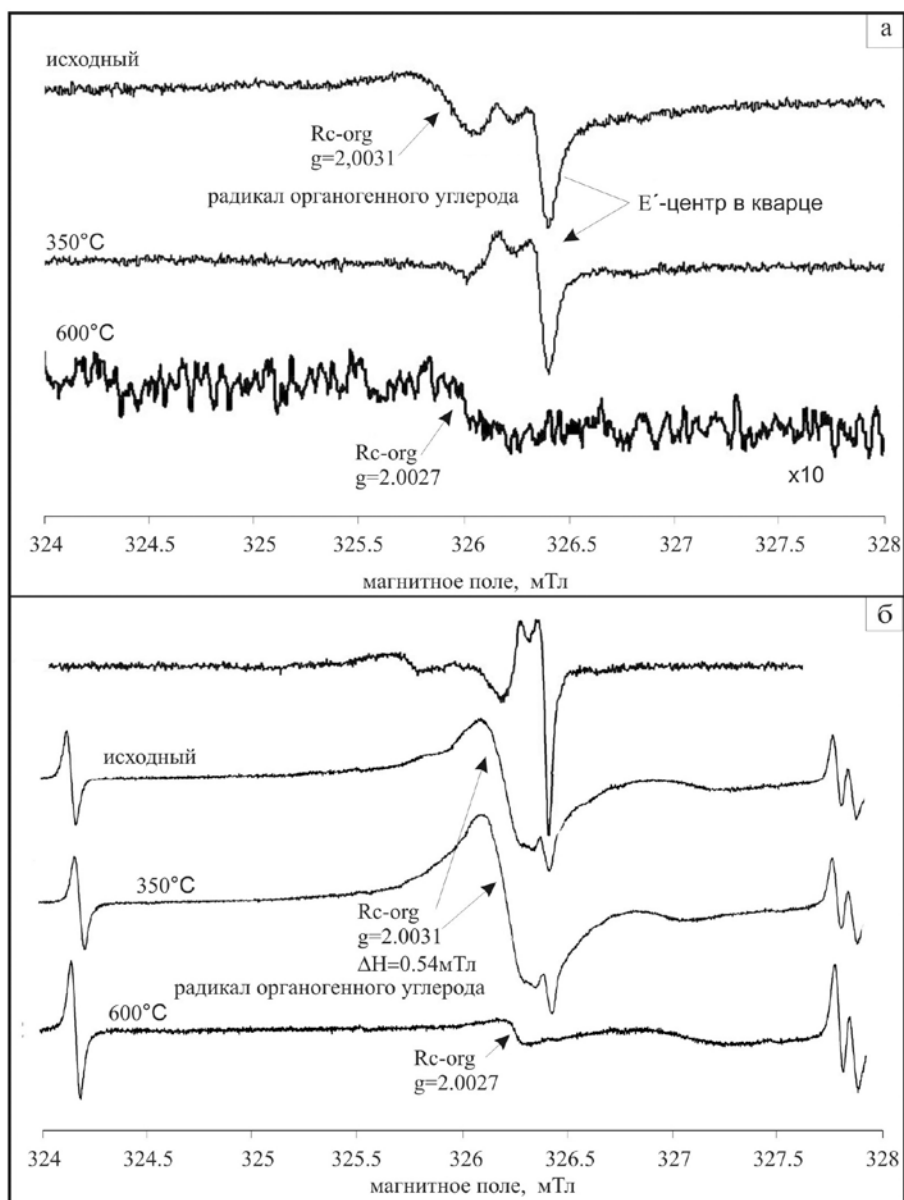 а
исходный
Rc-org
g=2,0031
радикал органогенного углерода
E´-центр в кварце
350°C
600°C
Rc-org
g=2.0027
x10
324 324.5 325 325.5 326 326.5 327 327.5 328
магнитное поле, мТл
б
исходный
350°C
Rc-org
g=2.0031
ΔH=0.54мТл
радикал органогенного углерода
600°C
Rc-org
g=2.0027
324 324.5 325 325.5 326 326.5 327 327.5 328
магнитное поле, мТл